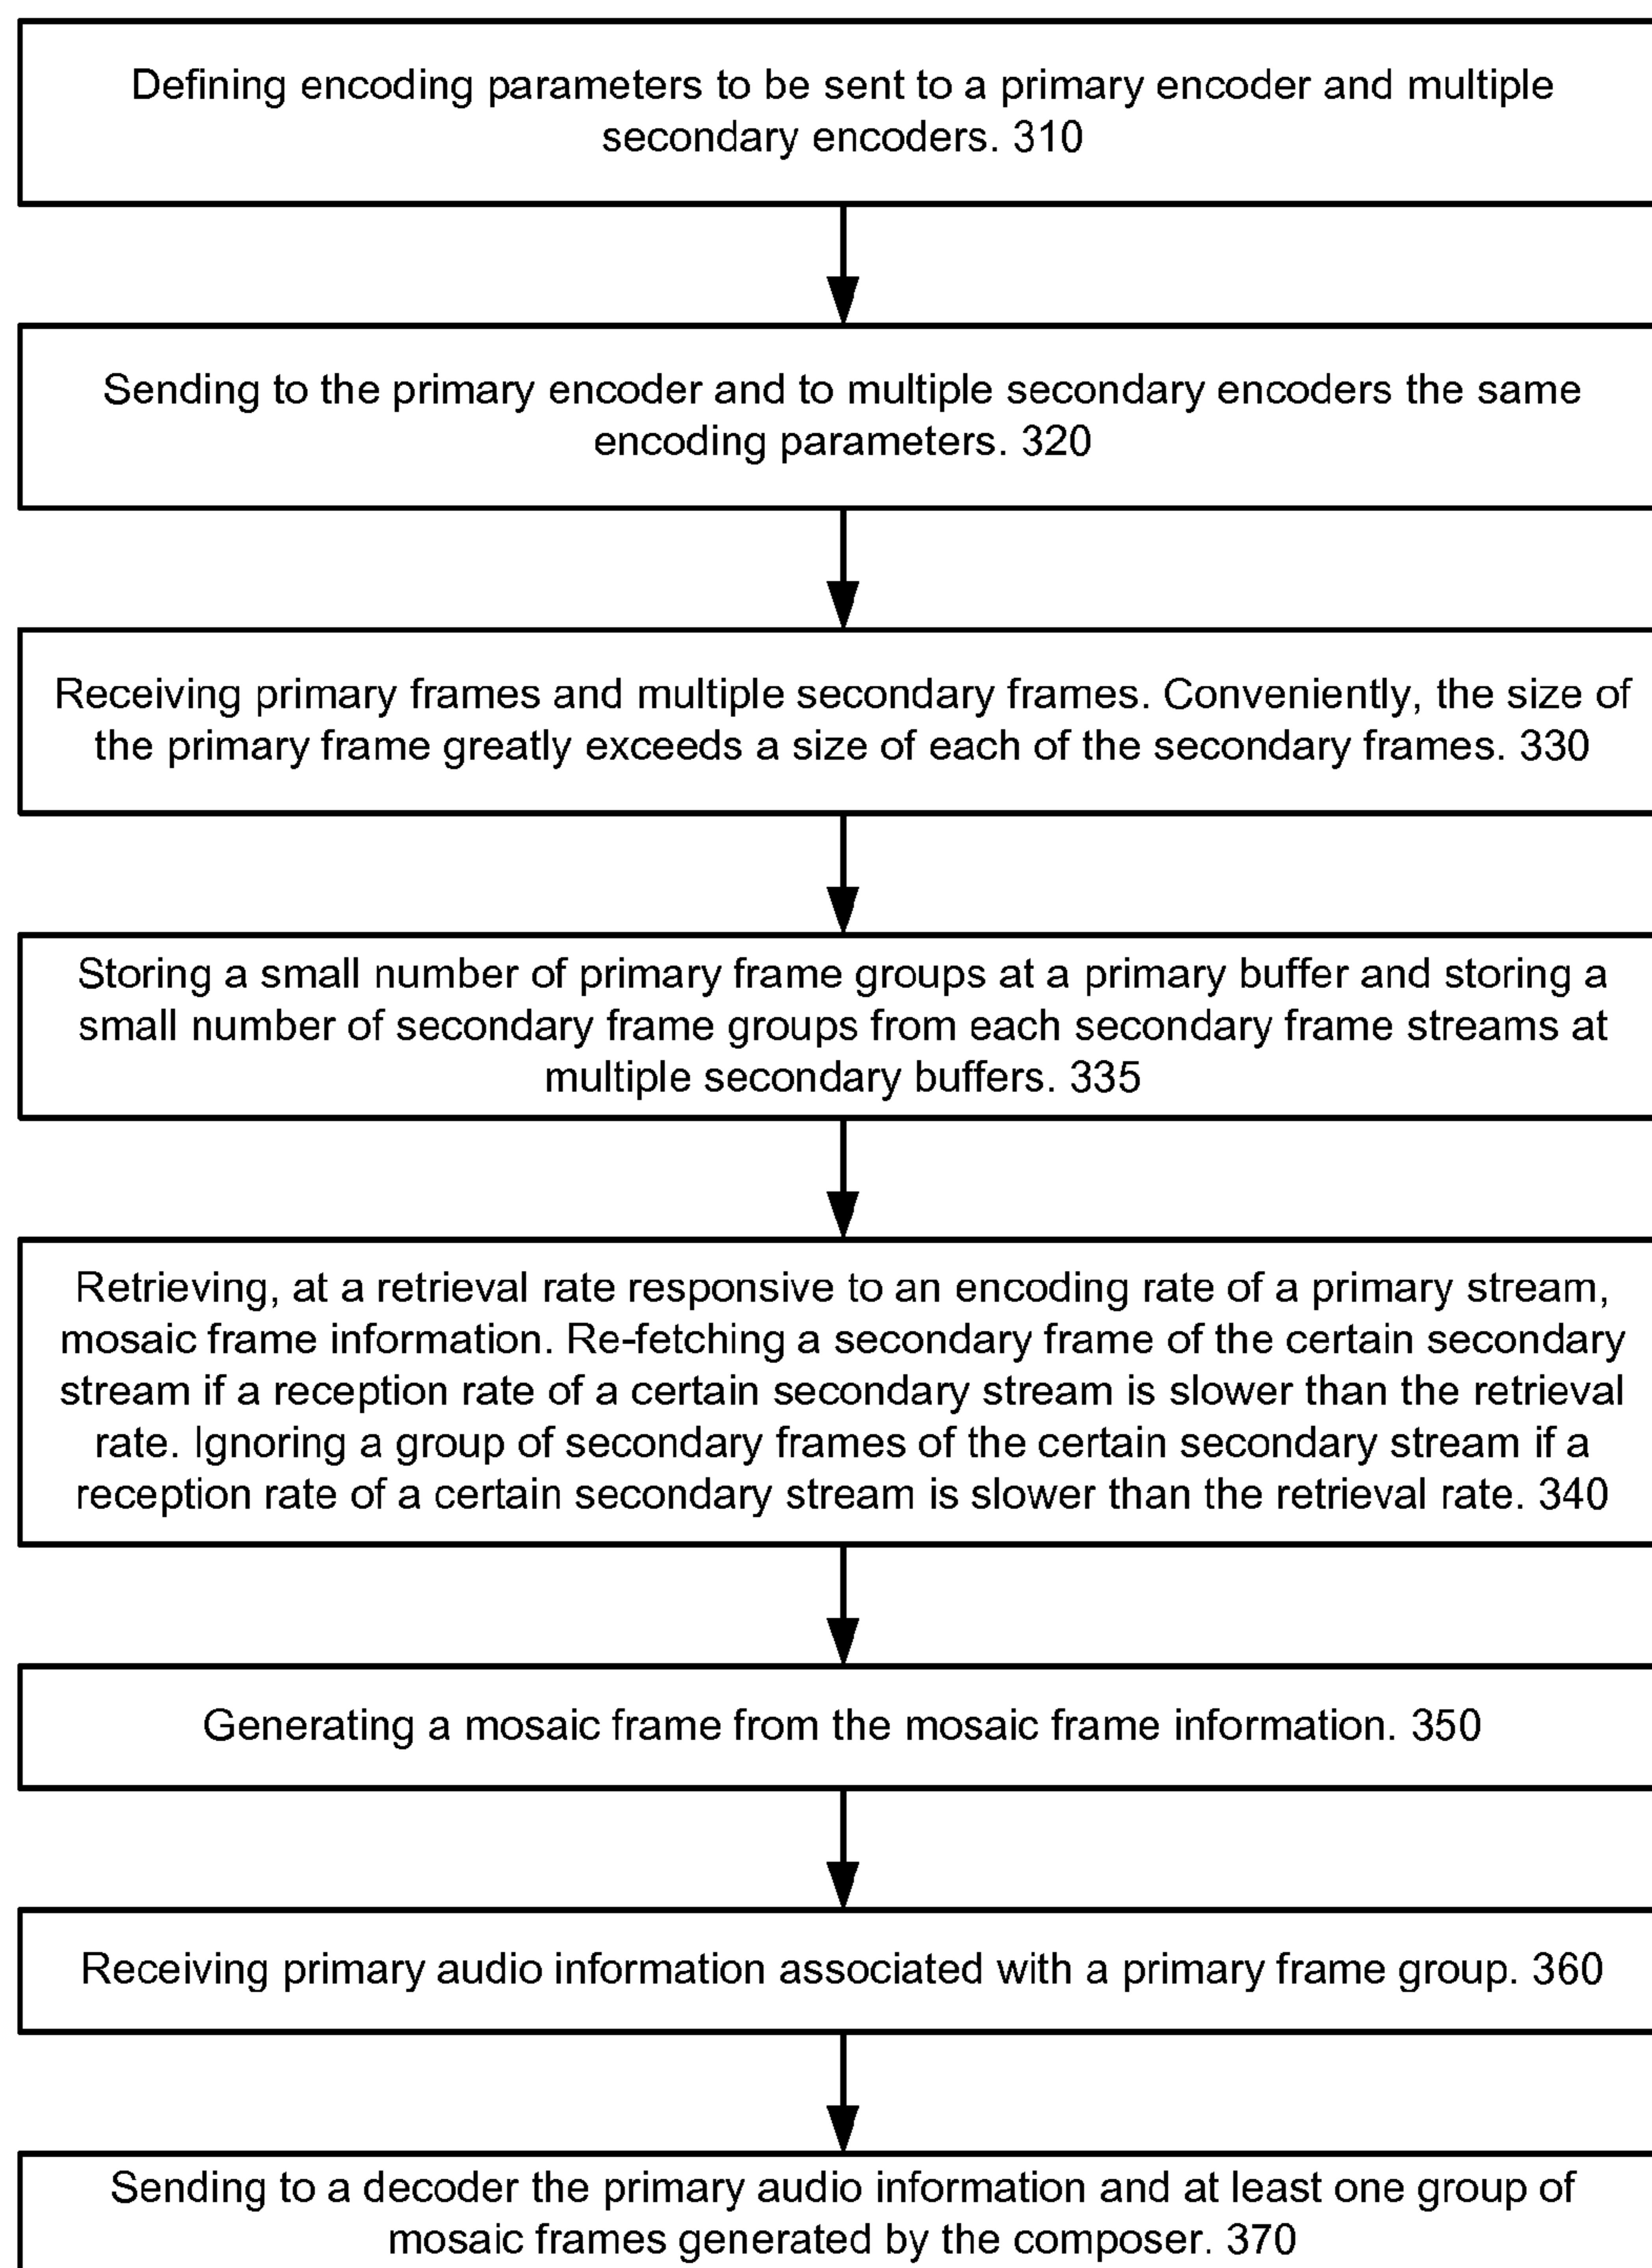 Defining encoding parameters to be sent to a primary encoder and multiple
secondary encoders. 310
Sending to the primary encoder and to multiple secondary encoders the same
encoding parameters. 320
Receiving primary frames and multiple secondary frames. Conveniently, the size of
the primary frame greatly exceeds a size of each of the secondary frames. 330
Storing a small number of primary frame groups at a primary buffer and storing a
small number of secondary frame groups from each secondary frame streams at
multiple secondary buffers. 335
Retrieving, at a retrieval rate responsive to an encoding rate of a primary stream,
mosaic frame information. Re-fetching a secondary frame of the certain secondary
stream if a reception rate of a certain secondary stream is slower than the retrieval
rate. Ignoring a group of secondary frames of the certain secondary stream if a
reception rate of a certain secondary stream is slower than the retrieval rate. 340
Generating a mosaic frame from the mosaic frame information. 350
Receiving primary audio information associated with a primary frame group. 360
Sending to a decoder the primary audio information and at least one group of
mosaic frames generated by the composer. 370